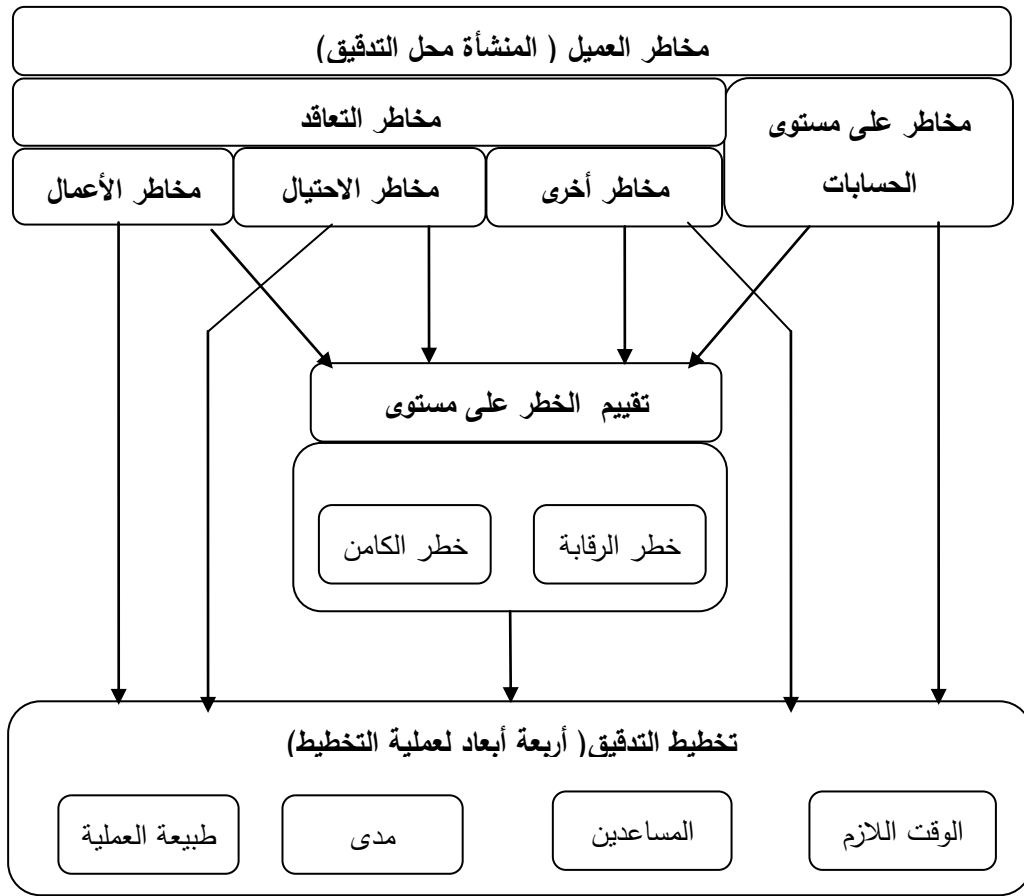 مخاطر العميل ( المنشأة محل التدقيق)
مخاطر على مستوى
الحسابات
مخاطر التعاقد
مخاطر أخرى
مخاطر الاحتيال
مخاطر الأعمال
تقييم الخطر على مستوى
خطر الرقابة
خطر الكامن
تخطيط التدقيق( أربعة أبعاد لعملية التخطيط)
الوقت اللازم
المساعدين
مدى
طبيعة العملية